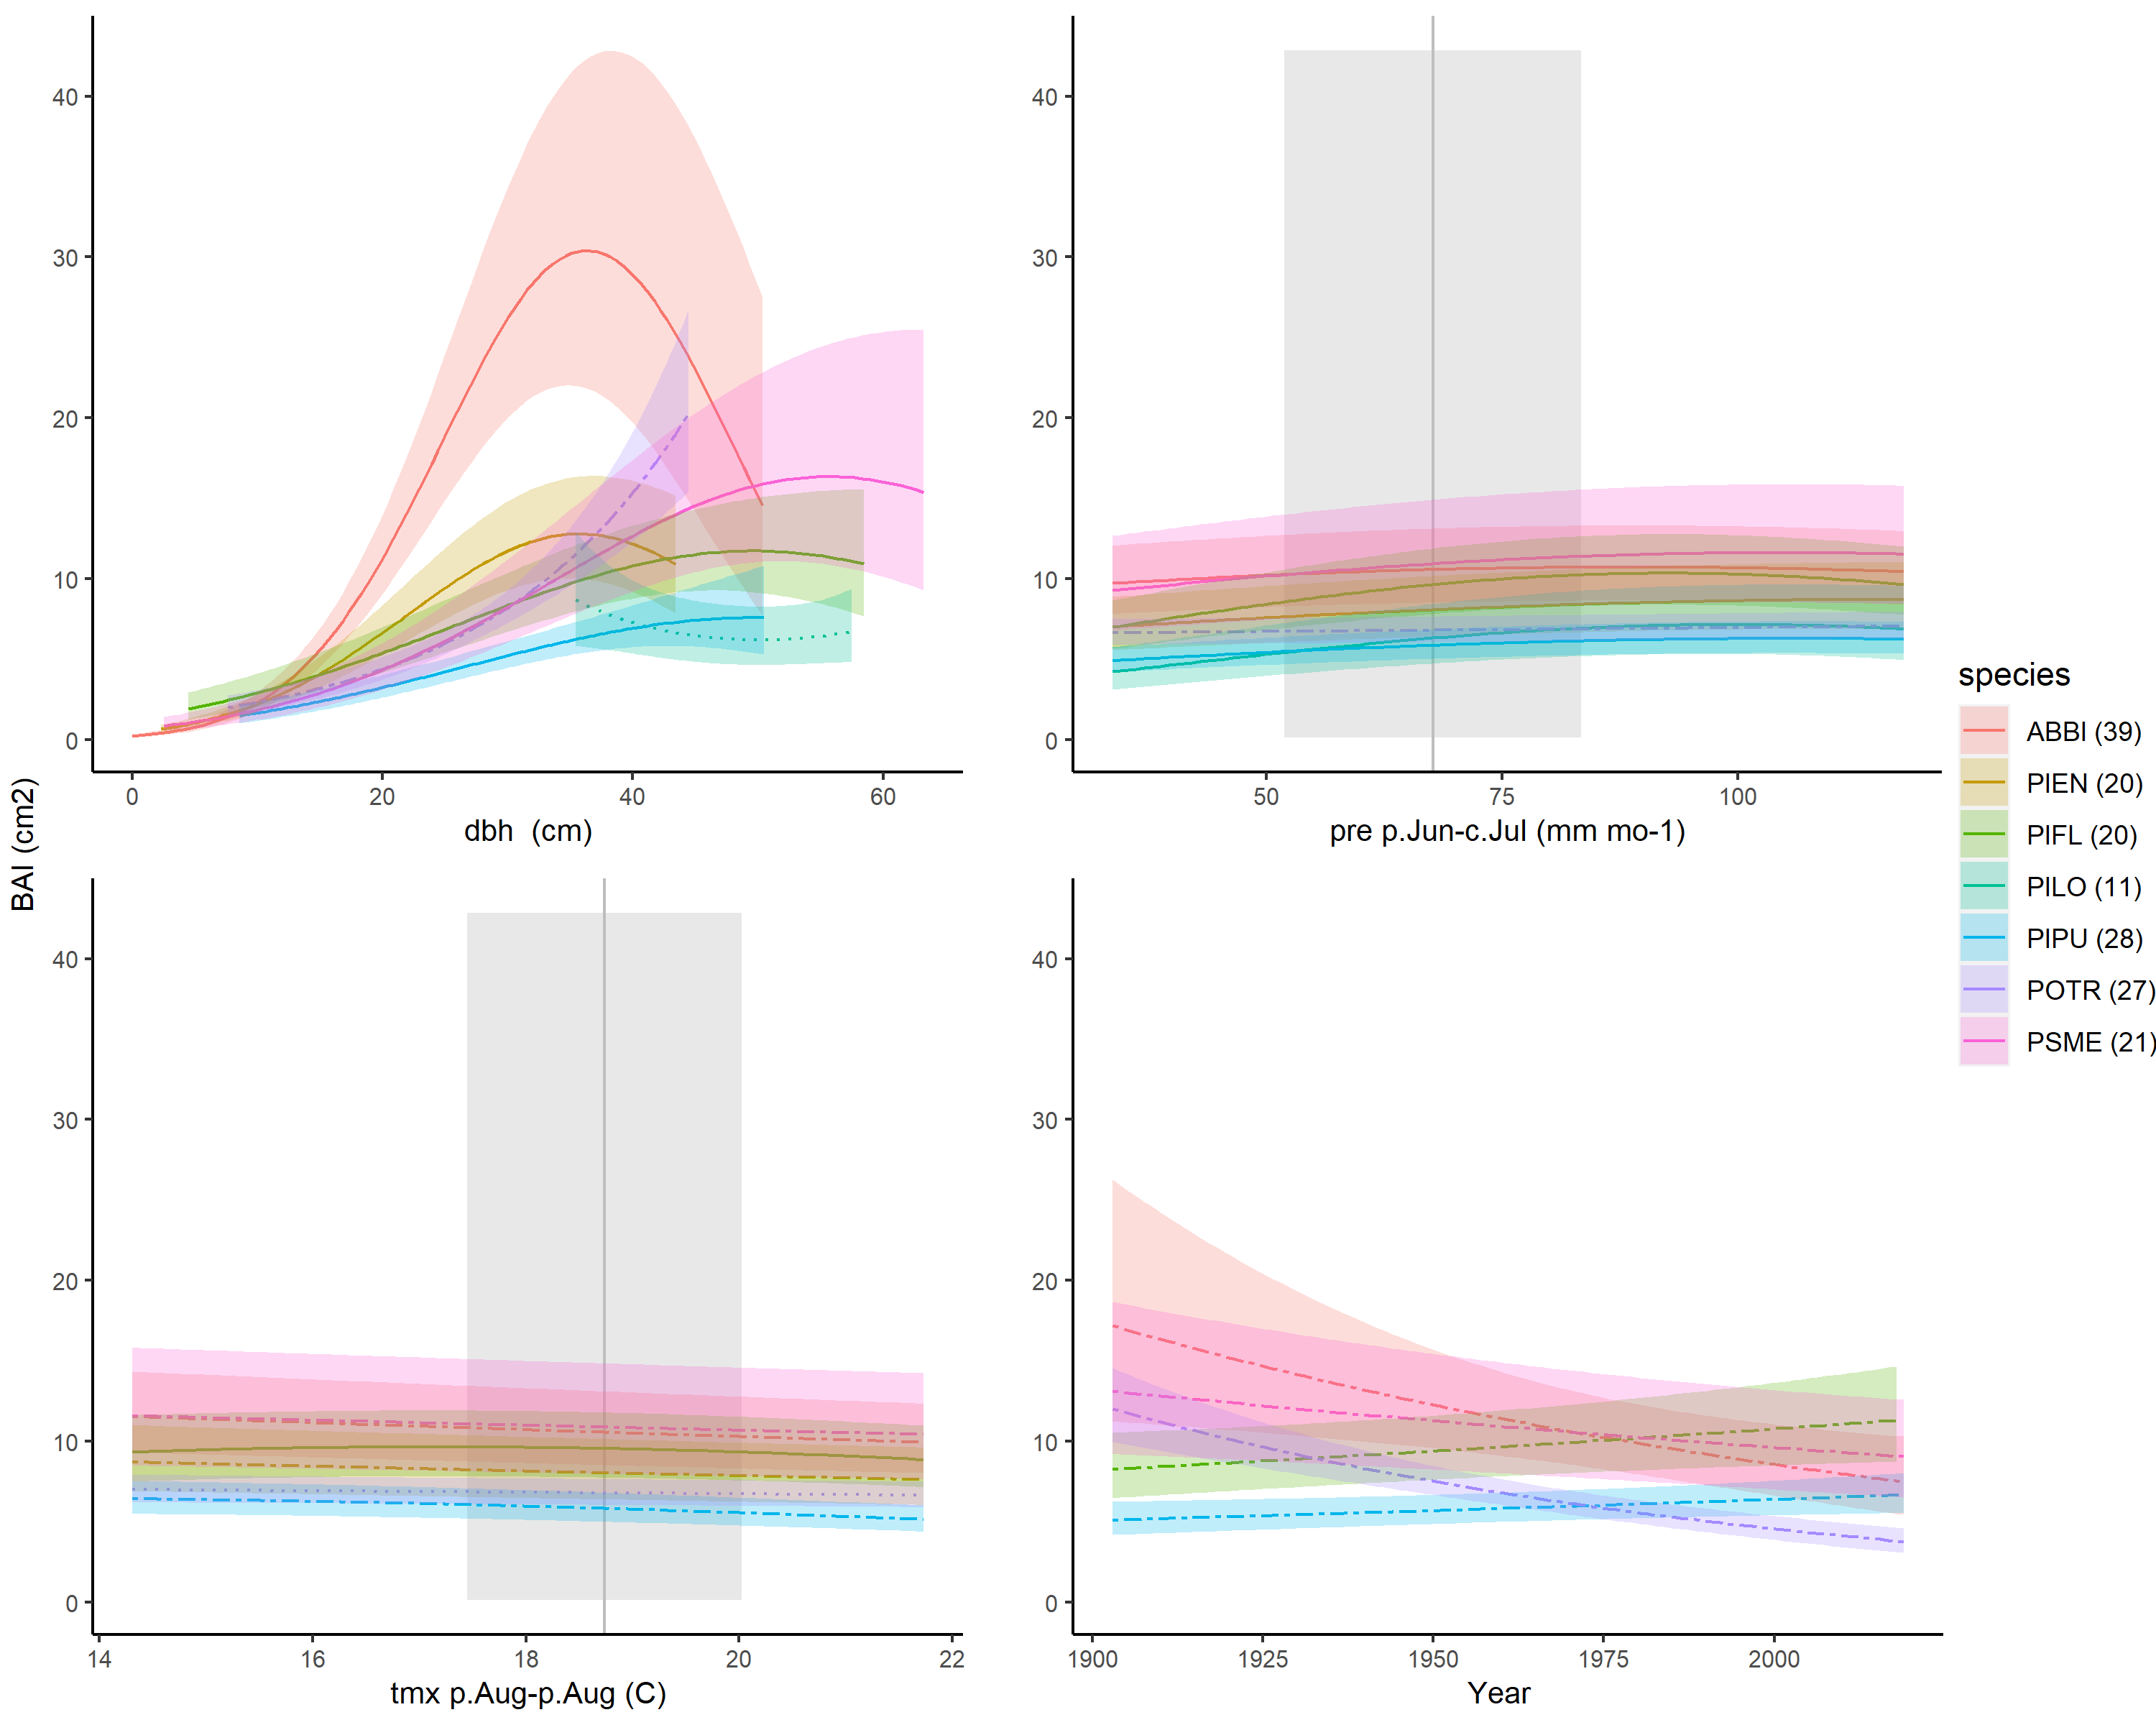 BAI (cm2)
40
30
20
10
0
0 20 40 60
dbh (cm)
40
30
20
10
0
50 75 100
pre p.Jun-c.Jul (mm mo-1)
40
30
20
10
0
14 16 18 20 22
tmx p.Aug-p.Aug (C)
40
30
20
10
0
1900 1925 1950 1975 2000
Year
species
ABBI (39)
PIEN (20)
PIFL (20)
PILO (11)
PIPU (28)
POTR (27)
PSME (21)